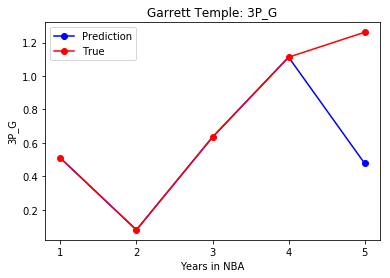 Garrett Temple: 3P_G
Prediction
True
3P_G
1.2
1.0
0.8
0.6
0.4
0.2
1 2 3 4 5
Years in NBA